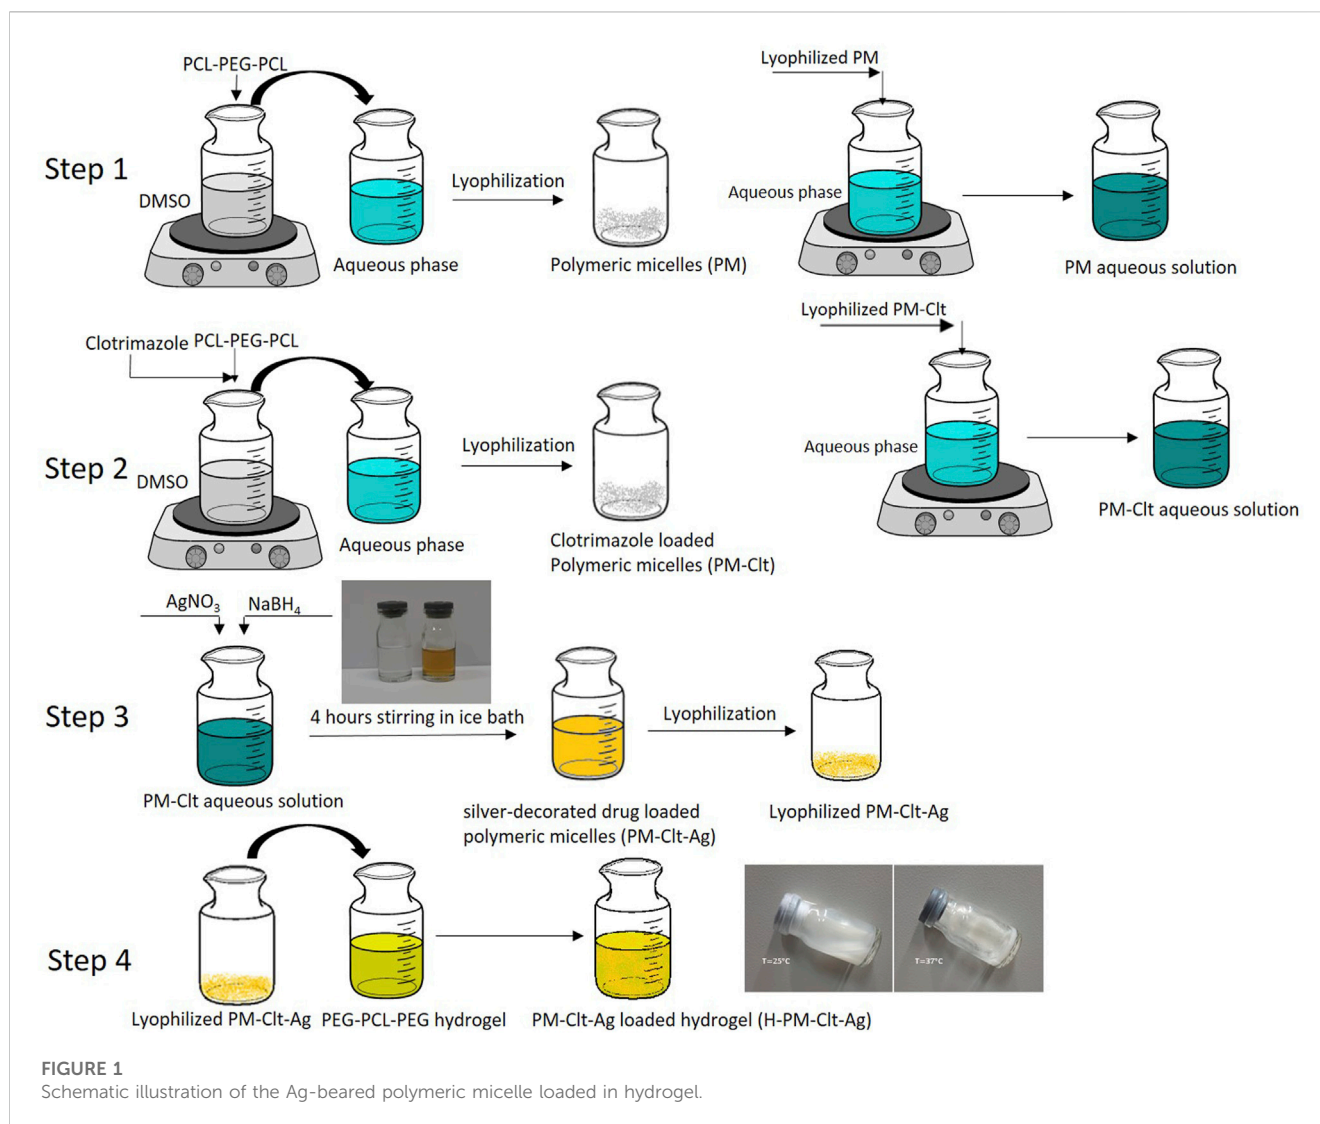 PCL-PEG-PCL
Lyophilized PM
Step 1
DMSO
Aqueous phase
Lyophilization
Polymeric micelles (PM)
Aqueous phase
PM aqueous solution
Clotrimazole PCL-PEG-PCL
Lyophilized PM-Clt
Step 2
DMSO
Aqueous phase
Lyophilization
Clotrimazole loaded
Polymeric micelles (PM-Clt)
Aqueous phase
PM-Clt aqueous solution
AgNO₃
NaBH₄
Step 3
PM-Clt aqueous solution
4 hours stirring in ice bath
silver-decorated drug loaded
polymeric micelles (PM-Clt-Ag)
Lyophilization
Lyophilized PM-Clt-Ag
Step 4
Lyophilized PM-Clt-Ag
PEG-PCL-PEG hydrogel
PM-Clt-Ag loaded hydrogel (H-PM-Clt-Ag)
T=25°C
T=37°C
FIGURE 1
Schematic illustration of the Ag-beared polymeric micelle loaded in hydrogel.